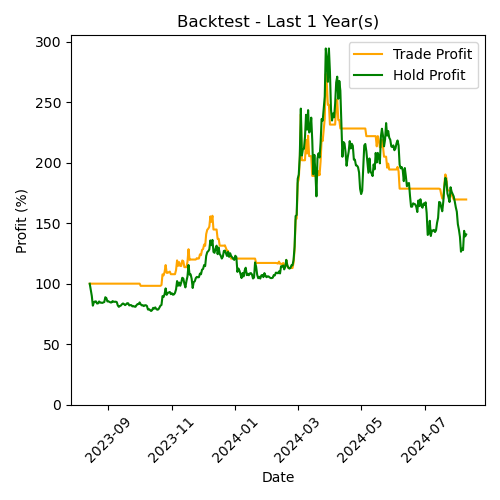 Backtest - Last 1 Year(s)
Trade Profit
Hold Profit
Profit (%)
300
250
200
150
100
50
0
2023-09
2023-11
2024-01
2024-03
2024-05
2024-07
Date